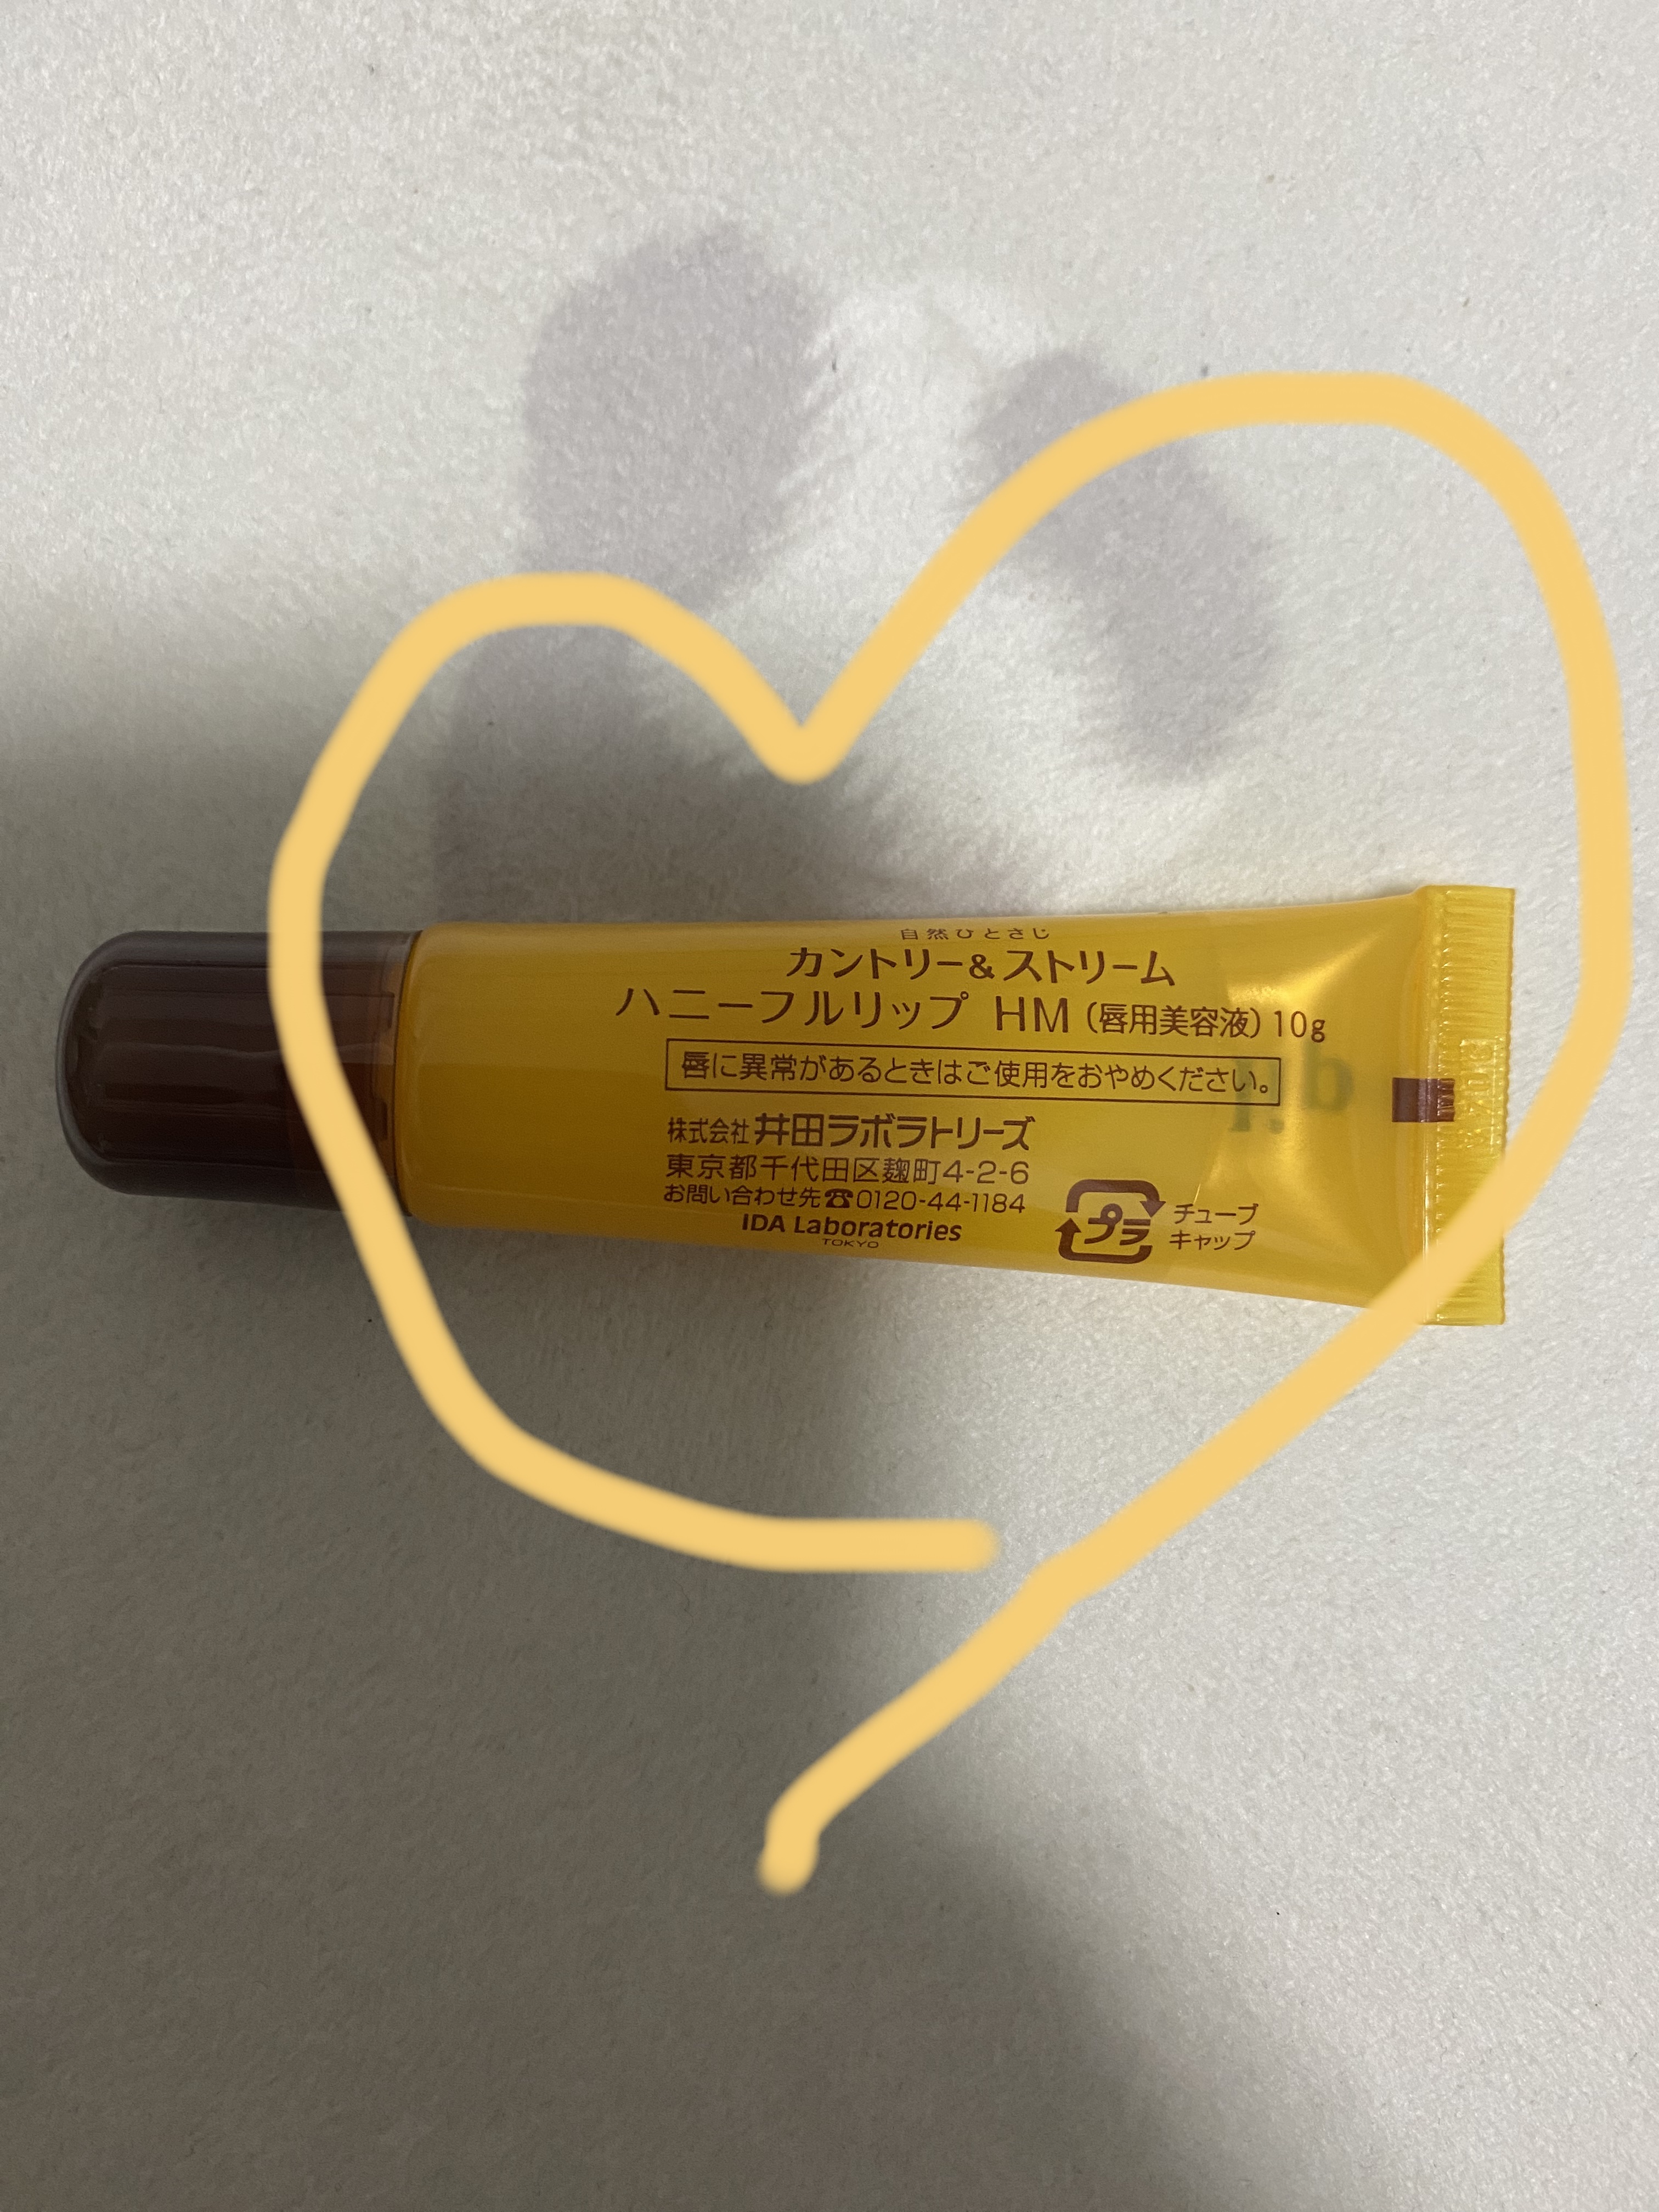 自然ひとさじ
カントリー&ストリーム
ハニーフルリップ HM (唇用美容液) 10g
唇に異常があるときはご使用をおやめください。
株式会社 井田ラボラトリーズ
東京都千代田区麹町4-2-6
お問い合わせ先☎0120-44-1184
IDA Laboratories
TOKYO
プラ
チューブ
キャップ